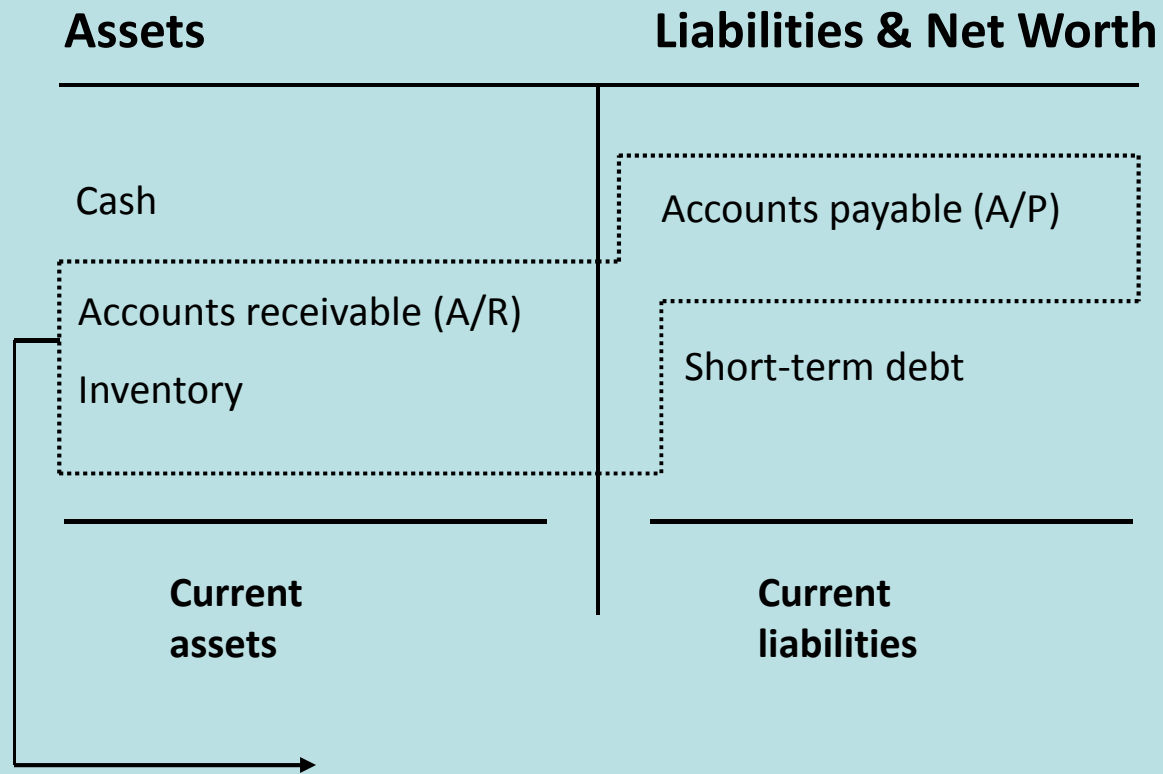 Assets
Liabilities & Net Worth
Cash
Accounts payable (A/P)
Accounts receivable (A/R)
Short-term debt
Inventory
Current
assets
Current
liabilities